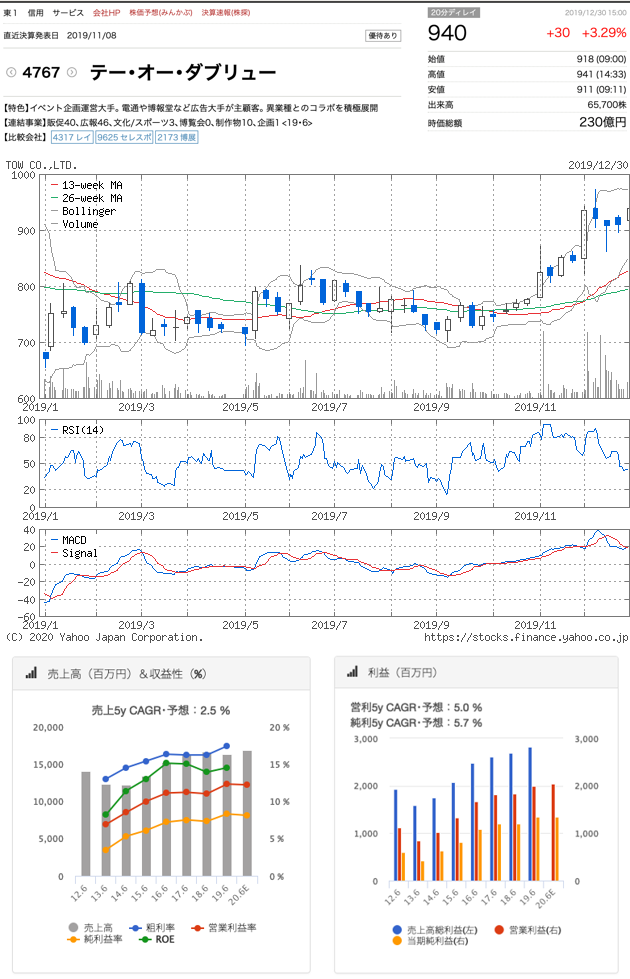 東1 信用 サービス 会社HP 株価予想(みんかぶ) 決算速報(株探)
直近決算発表日 2019/11/08 優待あり
4767 テー・オー・ダブリュー
【特色】イベント企画運営大手。電通や博報堂など広告大手が主顧客。異業種とのコラボを積極展開
【連結事業】販促40、広報46、文化/スポーツ3、博覧会0、制作物10、企画1 <19・6>
【比較会社】 4317 レイ 9625 セレスポ 2173 博展
20分ディレイ 2019/12/30 15:00
940 +30 +3.29%
始値 918 (09:00)
高値 941 (14:33)
安値 911 (09:11)
出来高 65,700株
時価総額 230億円
TOW CO.,LTD. 2019/12/30
1000
900
800
700
600
13-week MA
26-week MA
Bollinger
Volume
2019/1 2019/3 2019/5 2019/7 2019/9 2019/11
100
80
50
20
0
RSI(14)
2019/1 2019/3 2019/5 2019/7 2019/9 2019/11
40
20
0
-20
-40
-60
MACD
Signal
2019/1 2019/3 2019/5 2019/7 2019/9 2019/11
(C) 2020 Yahoo Japan Corporation. https://stocks.finance.yahoo.co.jp
売上高（百万円）＆収益性（%）
売上5y CAGR・予想：2.5 %
20,000 20 %
15,000 15 %
10,000 10 %
5,000 5 %
0 0 %
12.6 13.6 14.6 15.6 16.6 17.6 18.6 19.6 20.6E
売上高 粗利率 営業利益率
純利益率 ROE
利益（百万円）
営利5y CAGR・予想：5.0 %
純利5y CAGR・予想：5.7 %
3,000 3,000
2,000 2,000
1,000 1,000
0 0
12.6 13.6 14.6 15.6 16.6 17.6 18.6 19.6 20.6E
売上高総利益(左) 営業利益(右)
当期純利益(右)